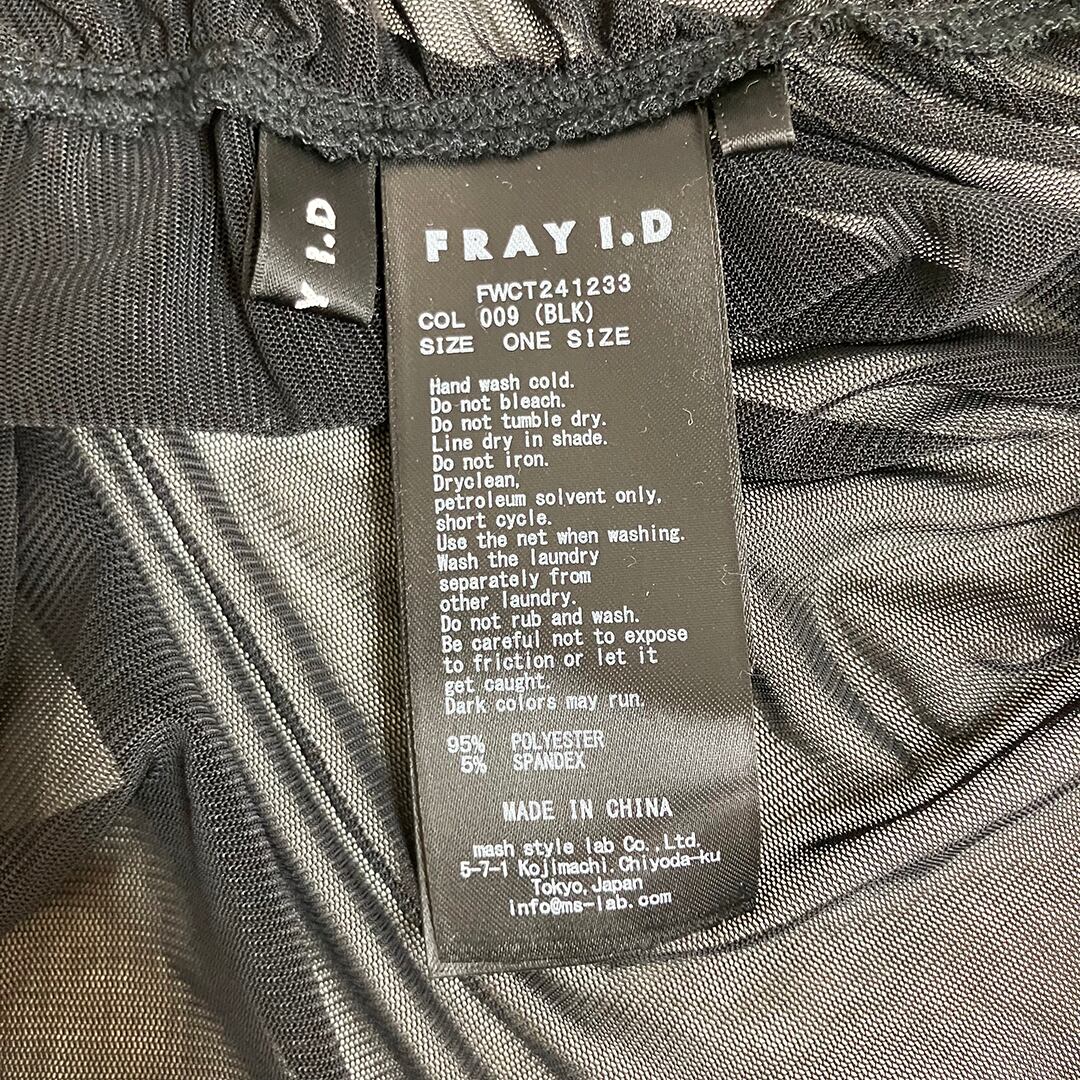 Y I.D
FRAY I.D
FWCT241233
COL 009 (BLK)
SIZE ONE SIZE
Hand wash cold.
Do not bleach.
Do not tumble dry.
Line dry in shade.
Do not iron.
Dryclean,
petroleum solvent only,
short cycle.
Use the net when washing.
Wash the laundry
separately from
other laundry.
Do not rub and wash.
Be careful not to expose
to friction or let it
get caught.
Dark colors may run.
95% POLYESTER
5% SPANDEX
MADE IN CHINA
mash style lab Co.,Ltd.
5-7-1 Kojimachi,Chiyoda-ku
Tokyo,Japan
info@ms-lab.com